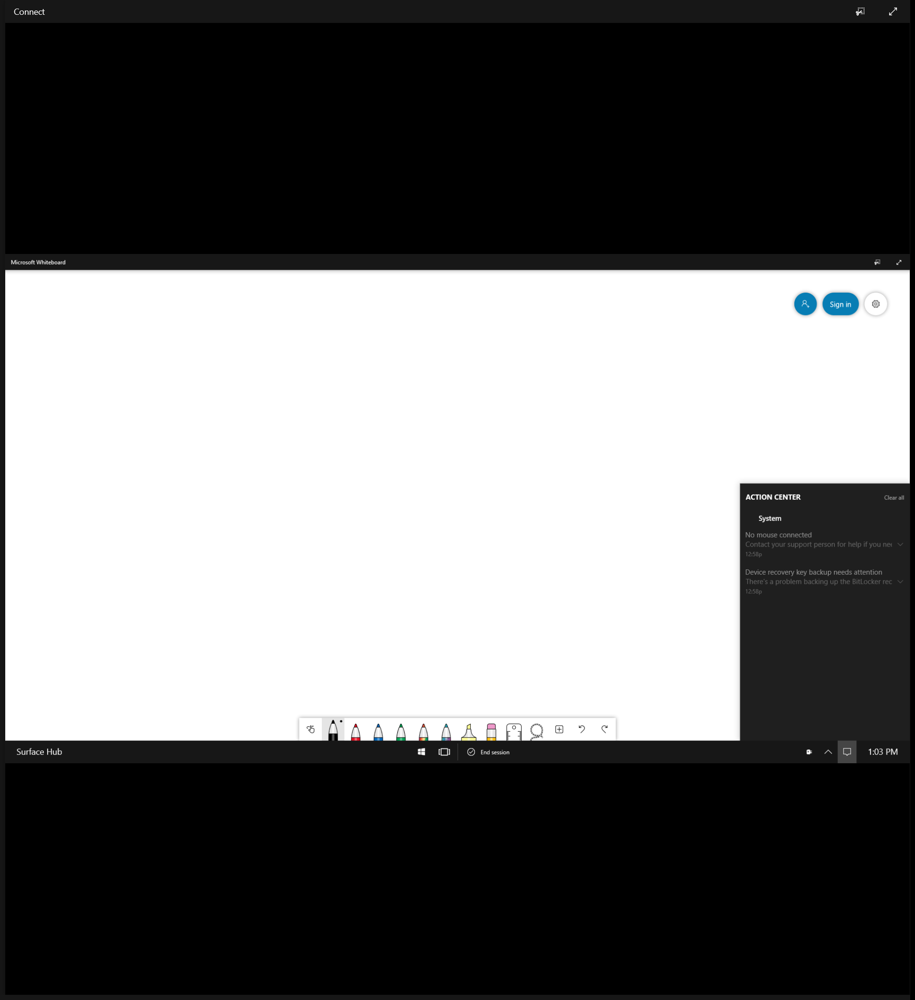 Connect
Microsoft Whiteboard
Sign in
ACTION CENTER
Clear all
System
No mouse connected
Contact your support person for help if you
12:58p
Device recovery key backup needs attention
There's a problem backing up the BitLocker rec
12:58p
Surface Hub
End session
1:03 PM